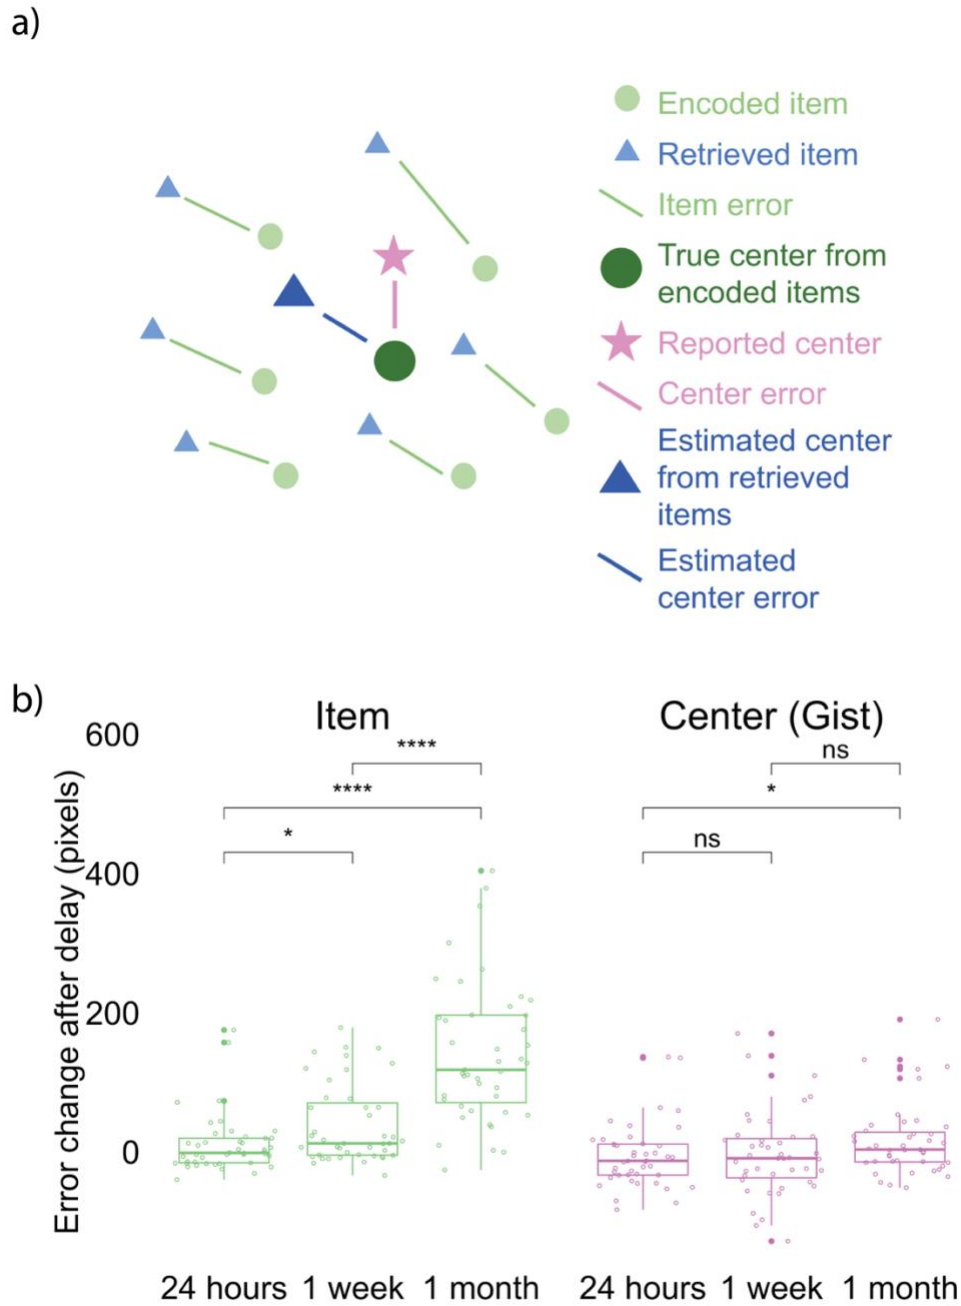 a)
Encoded item
Retrieved item
Item error
True center from
encoded items
Reported center
Center error
Estimated center
from retrieved
items
Estimated
center error
b)
Item
Center (Gist)
Error change after delay (pixels)
600
400
200
0
****
****
*
ns
*
ns
24 hours
1 week
1 month
24 hours
1 week
1 month